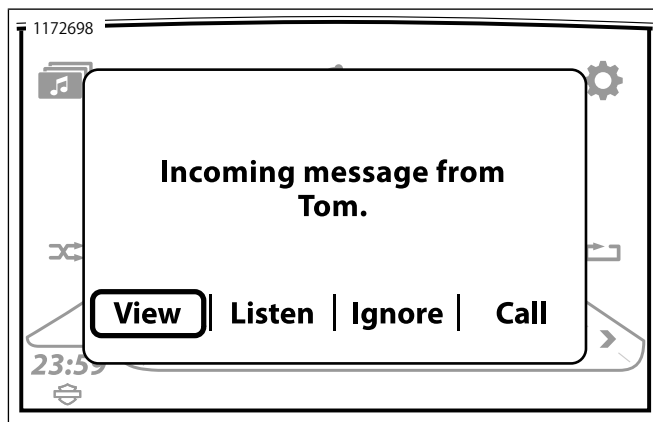 1172698
Incoming message from
Tom.
View | Listen | Ignore | Call
23:59